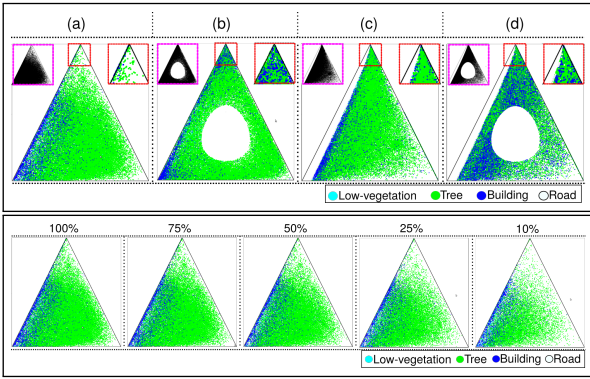 (a) (b) (c) (d)
Low-vegetation Tree Building Road
100% 75% 50% 25% 10%
Low-vegetation Tree Building Road